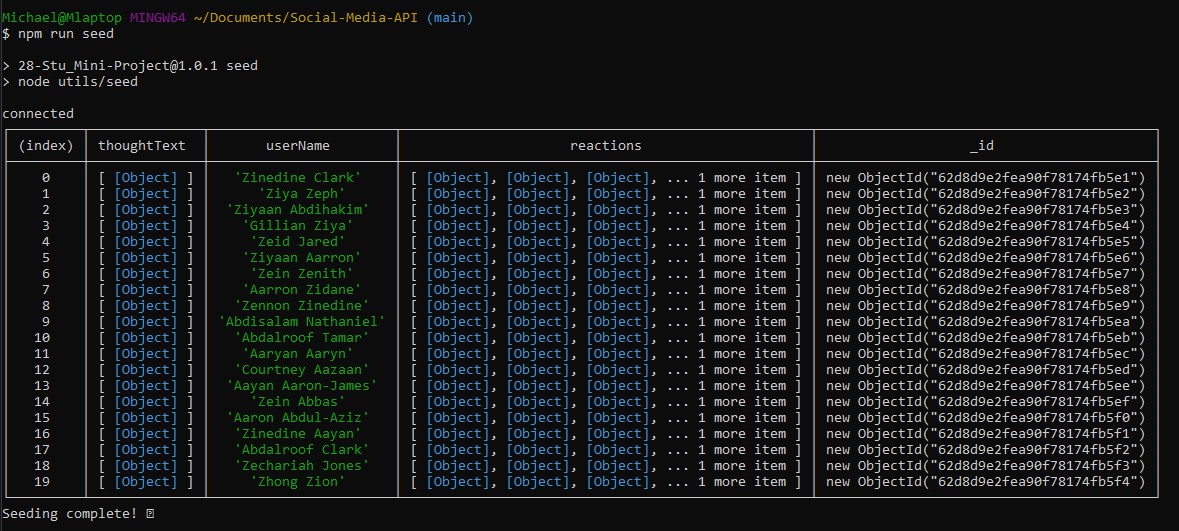 Michael@Mlaptop MINGW64 ~/Documents/Social-Media-API (main)
$ npm run seed
> 28-Stu_Mini-Project@1.0.1 seed
> node utils/seed
connected
(index) thoughtText userName reactions _id
0 [ [Object] ] 'Zinedine Clark' [ [Object], [Object], [Object], ... 1 more item ] new ObjectId("62d8d9e2fea90f78174fb5e1")
1 [ [Object] ] 'Ziya Zeph' [ [Object], [Object], [Object], ... 1 more item ] new ObjectId("62d8d9e2fea90f78174fb5e2")
2 [ [Object] ] 'Ziyaan Abdihakim' [ [Object], [Object], [Object], ... 1 more item ] new ObjectId("62d8d9e2fea90f78174fb5e3")
3 [ [Object] ] 'Gillian Ziya' [ [Object], [Object], [Object], ... 1 more item ] new ObjectId("62d8d9e2fea90f78174fb5e4")
4 [ [Object] ] 'Zeid Jared' [ [Object], [Object], [Object], ... 1 more item ] new ObjectId("62d8d9e2fea90f78174fb5e5")
5 [ [Object] ] 'Ziyaan Aarron' [ [Object], [Object], [Object], ... 1 more item ] new ObjectId("62d8d9e2fea90f78174fb5e6")
6 [ [Object] ] 'Zein Zenith' [ [Object], [Object], [Object], ... 1 more item ] new ObjectId("62d8d9e2fea90f78174fb5e7")
7 [ [Object] ] 'Aarron Zidane' [ [Object], [Object], [Object], ... 1 more item ] new ObjectId("62d8d9e2fea90f78174fb5e8")
8 [ [Object] ] 'Zennon Zinedine' [ [Object], [Object], [Object], ... 1 more item ] new ObjectId("62d8d9e2fea90f78174fb5e9")
9 [ [Object] ] 'Abdisalam Nathaniel' [ [Object], [Object], [Object], ... 1 more item ] new ObjectId("62d8d9e2fea90f78174fb5ea")
10 [ [Object] ] 'Abdalroof Tamar' [ [Object], [Object], [Object], ... 1 more item ] new ObjectId("62d8d9e2fea90f78174fb5eb")
11 [ [Object] ] 'Aaryan Aaryn' [ [Object], [Object], [Object], ... 1 more item ] new ObjectId("62d8d9e2fea90f78174fb5ec")
12 [ [Object] ] 'Courtney Aazaan' [ [Object], [Object], [Object], ... 1 more item ] new ObjectId("62d8d9e2fea90f78174fb5ed")
13 [ [Object] ] 'Aayan Aaron-James' [ [Object], [Object], [Object], ... 1 more item ] new ObjectId("62d8d9e2fea90f78174fb5ee")
14 [ [Object] ] 'Zein Abbas' [ [Object], [Object], [Object], ... 1 more item ] new ObjectId("62d8d9e2fea90f78174fb5ef")
15 [ [Object] ] 'Aaron Abdul-Aziz' [ [Object], [Object], [Object], ... 1 more item ] new ObjectId("62d8d9e2fea90f78174fb5f0")
16 [ [Object] ] 'Zinedine Aayan' [ [Object], [Object], [Object], ... 1 more item ] new ObjectId("62d8d9e2fea90f78174fb5f1")
17 [ [Object] ] 'Abdalroof Clark' [ [Object], [Object], [Object], ... 1 more item ] new ObjectId("62d8d9e2fea90f78174fb5f2")
18 [ [Object] ] 'Zechariah Jones' [ [Object], [Object], [Object], ... 1 more item ] new ObjectId("62d8d9e2fea90f78174fb5f3")
19 [ [Object] ] 'Zhong Zion' [ [Object], [Object], [Object], ... 1 more item ] new ObjectId("62d8d9e2fea90f78174fb5f4")
Seeding complete!